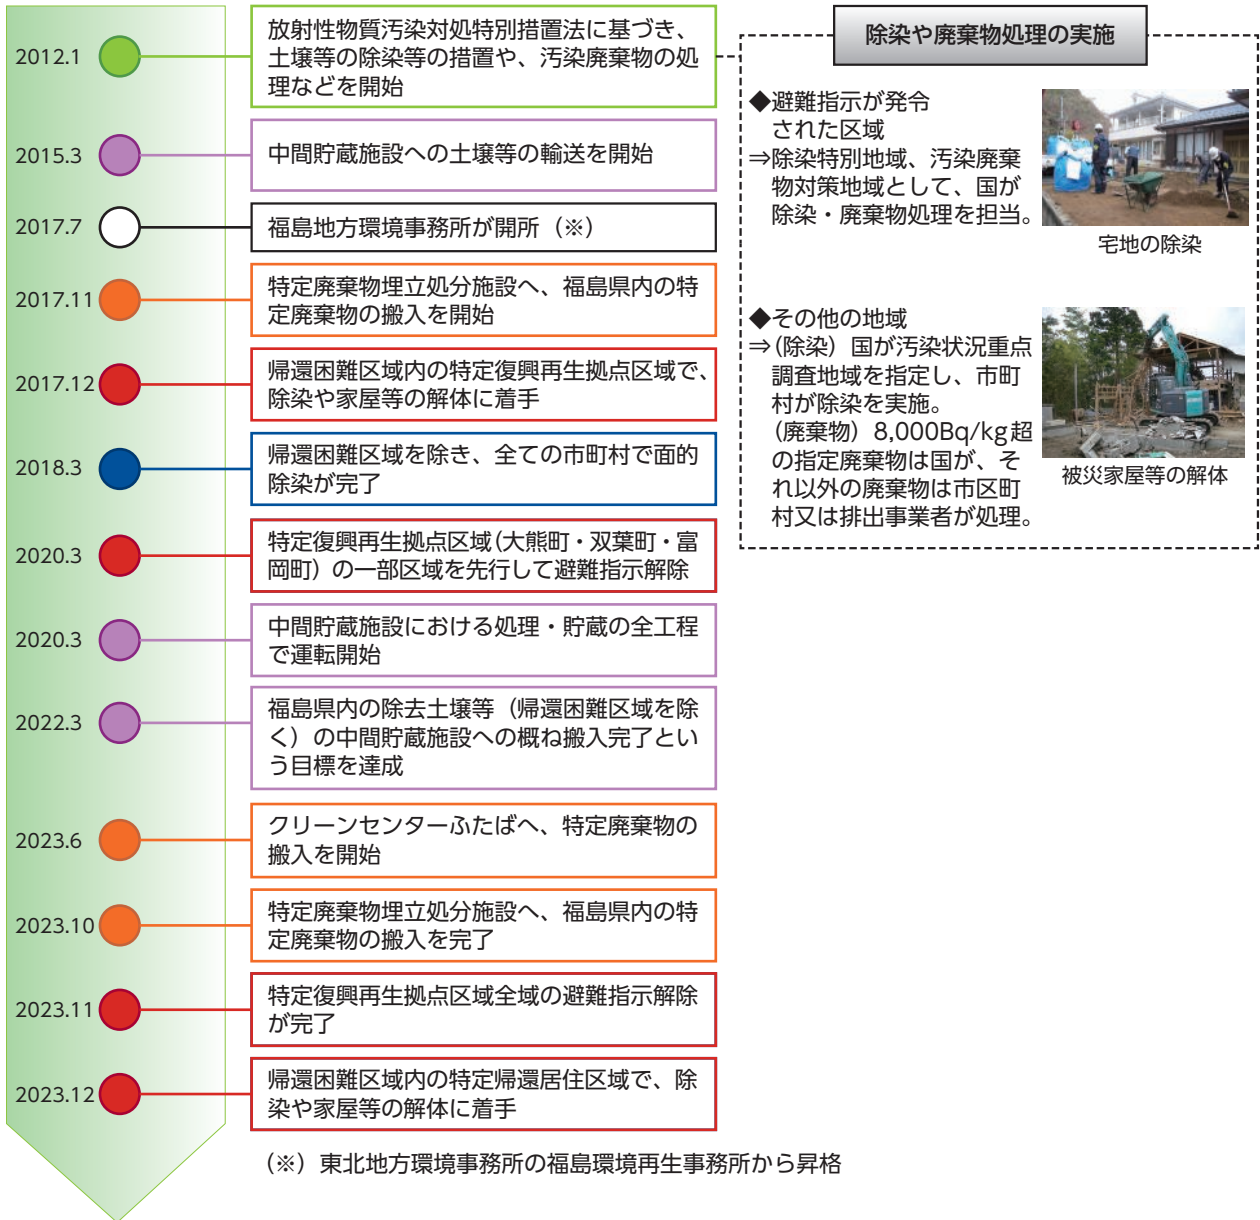 2012.1
放射性物質汚染対処特別措置法に基づき、
土壌等の除染等の措置や、汚染廃棄物の処
理などを開始
2015.3
中間貯蔵施設への土壌等の輸送を開始
2017.7
福島地方環境事務所が開所（※）
2017.11
特定廃棄物埋立処分施設へ、福島県内の特
定廃棄物の搬入を開始
2017.12
帰還困難区域内の特定復興再生拠点区域で、
除染や家屋等の解体に着手
2018.3
帰還困難区域を除き、全ての市町村で面的
除染が完了
2020.3
特定復興再生拠点区域（大熊町・双葉町・富
岡町）の一部区域を先行して避難指示解除
2020.3
中間貯蔵施設における処理・貯蔵の全工程
で運転開始
2022.3
福島県内の除去土壌等（帰還困難区域を除
く）の中間貯蔵施設への概ね搬入完了とい
う目標を達成
2023.6
クリーンセンターふたばへ、特定廃棄物の
搬入を開始
2023.10
特定廃棄物埋立処分施設へ、福島県内の特
定廃棄物の搬入を完了
2023.11
特定復興再生拠点区域全域の避難指示解除
が完了
2023.12
帰還困難区域内の特定帰還居住区域で、除
染や家屋等の解体に着手
（※）東北地方環境事務所の福島環境再生事務所から昇格
除染や廃棄物処理の実施
◆避難指示が発令
された区域
⇒除染特別地域、汚染廃棄
物対策地域として、国が
除染・廃棄物処理を担当。
宅地の除染
◆その他の地域
⇒（除染）国が汚染状況重点
調査地域を指定し、市町
村が除染を実施。
（廃棄物）8,000Bq/kg超
の指定廃棄物は国が、そ
れ以外の廃棄物は市区町
村又は排出事業者が処理。
被災家屋等の解体